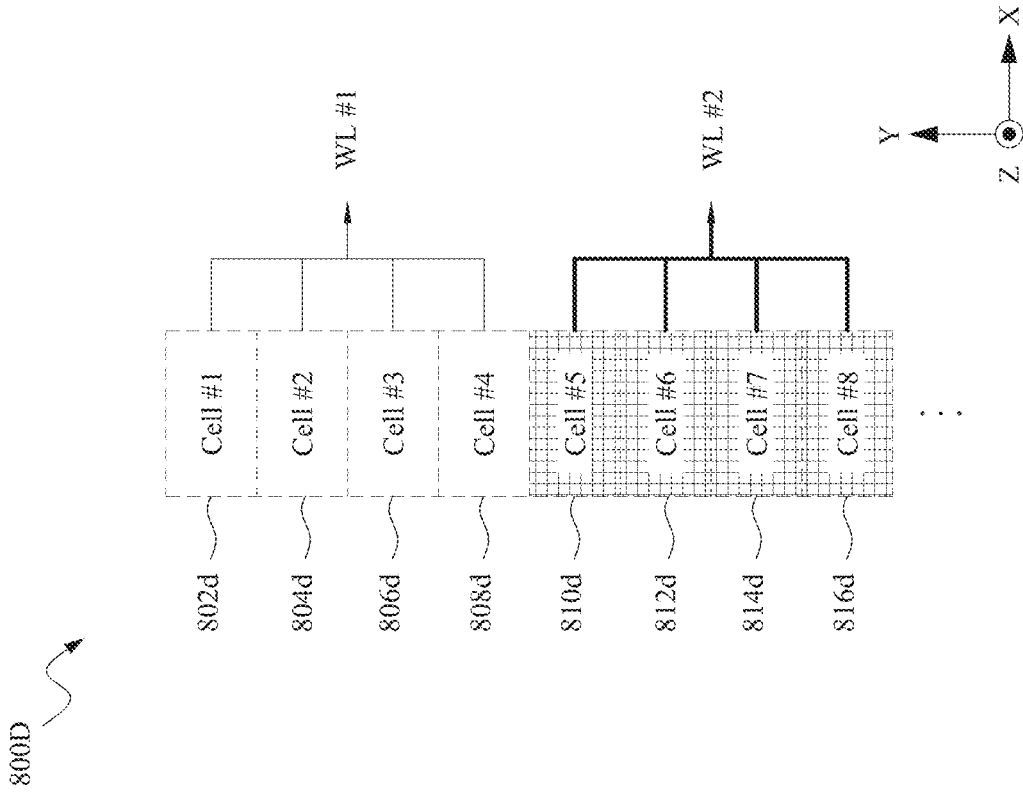 800D
802d
Cell #1
804d
Cell #2
WL #1
806d
Cell #3
808d
Cell #4
810d
Cell #5
812d
Cell #6
WL #2
814d
Cell #7
816d
Cell #8
. . .
Y
X
Z